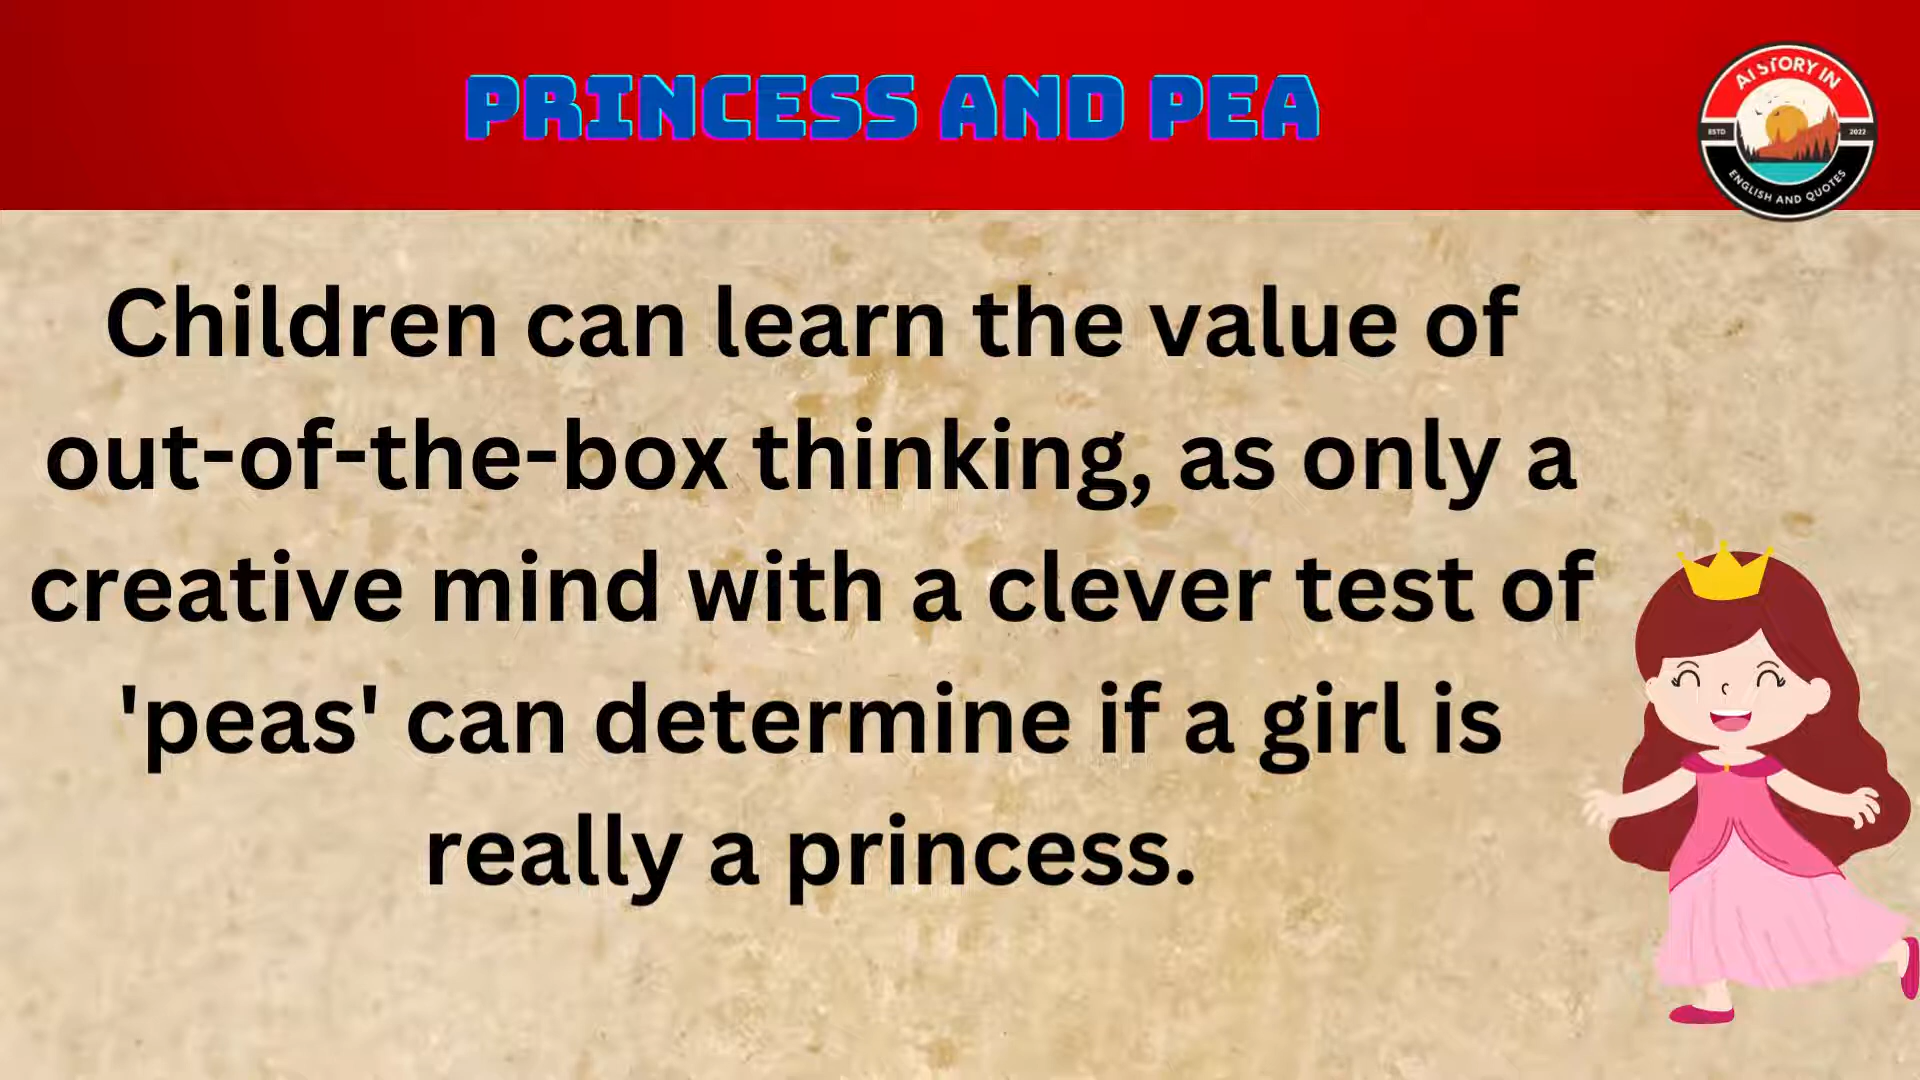 PRINCESS AND PEA
AI STORY IN
ESTD
2022
ENGLISH AND QUOTES
Children can learn the value of
out-of-the-box thinking, as only a
creative mind with a clever test of
'peas' can determine if a girl is
really a princess.